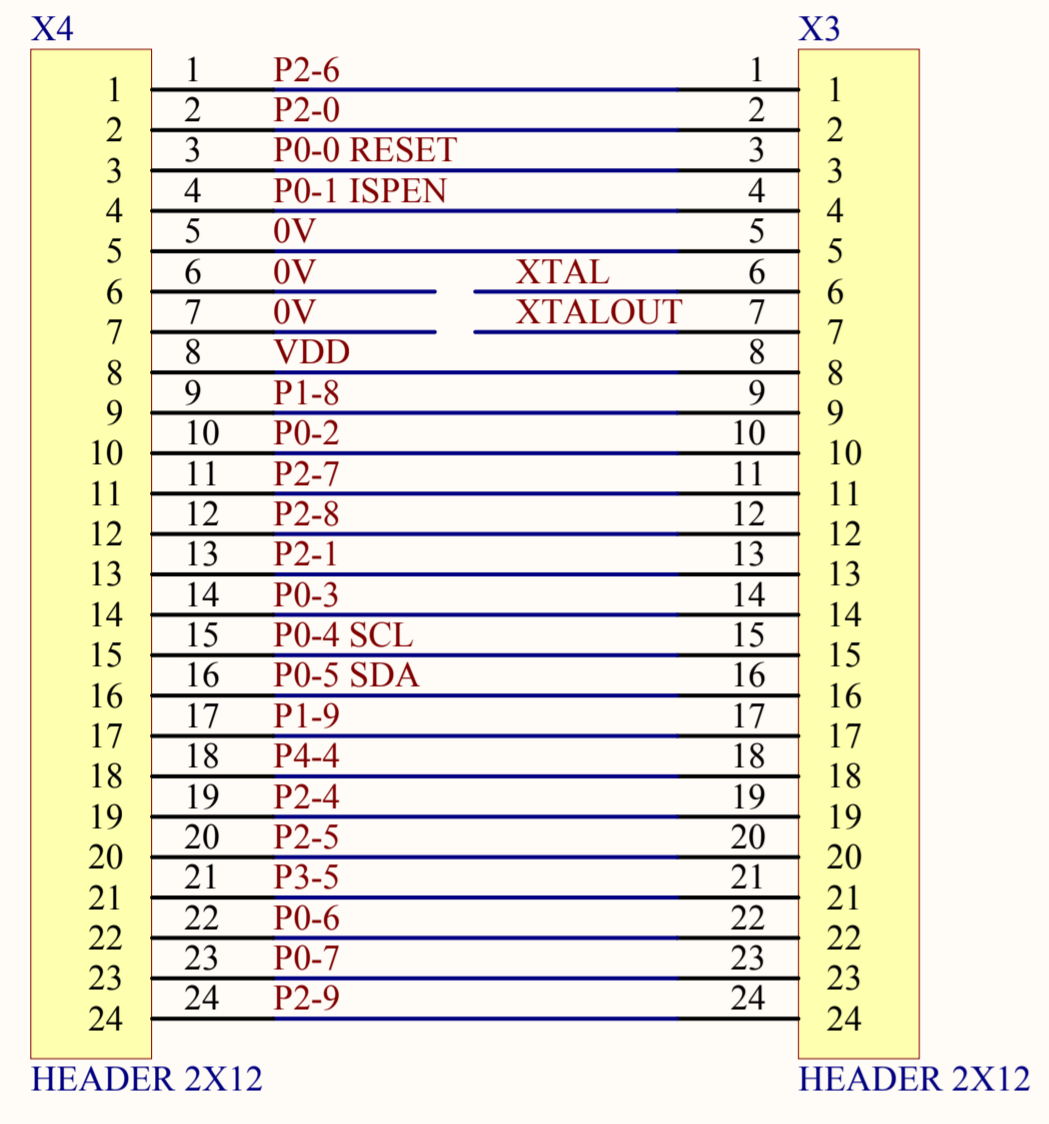 X4 X3
1 P2-6 1
1 1
2 P2-0 2
2 2
3 P0-0 RESET 3
3 3
4 P0-1 ISPEN 4
4 4
5 0V 5
5 5
6 0V XTAL 6
6 6
7 0V XTALOUT 7
7 7
8 VDD 8
8 8
9 P1-8 9
9 9
10 P0-2 10
10 10
11 P2-7 11
11 11
12 P2-8 12
12 12
13 P2-1 13
13 13
14 P0-3 14
14 14
15 P0-4 SCL 15
15 15
16 P0-5 SDA 16
16 16
17 P1-9 17
17 17
18 P4-4 18
18 18
19 P2-4 19
19 19
20 P2-5 20
20 20
21 P3-5 21
21 21
22 P0-6 22
22 22
23 P0-7 23
23 23
24 P2-9 24
24 24
HEADER 2X12 HEADER 2X12